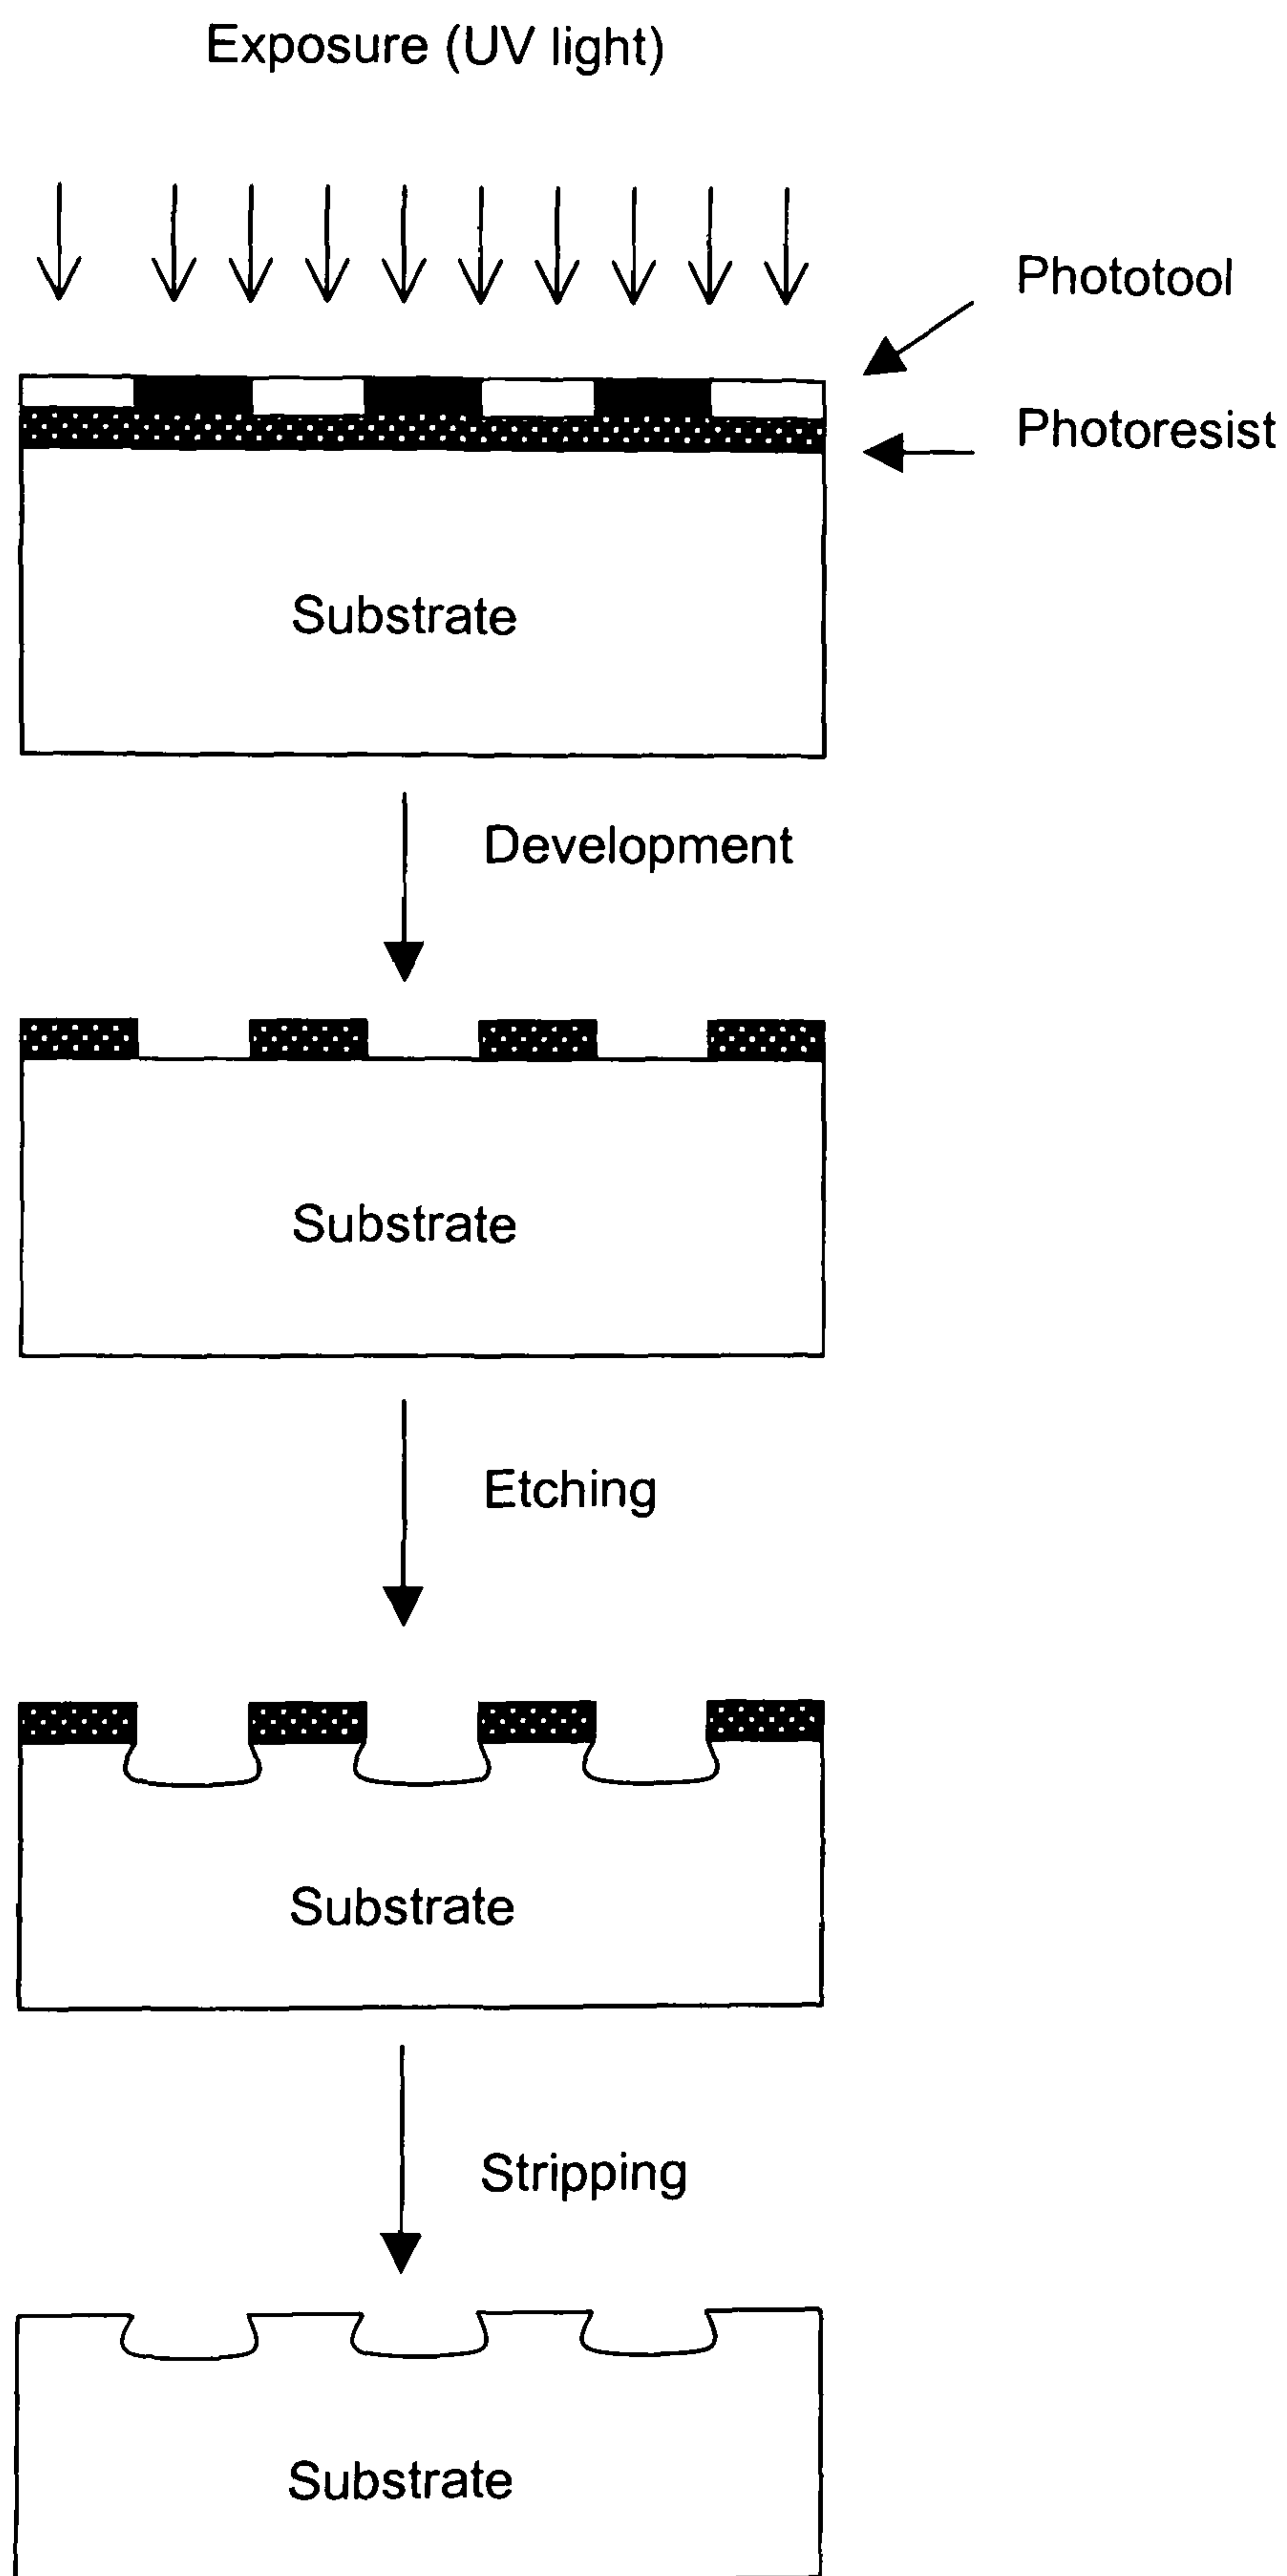 Exposure (UV light)
Phototool
Photoresist
Substrate
Development
Substrate
Etching
Substrate
Stripping
Substrate